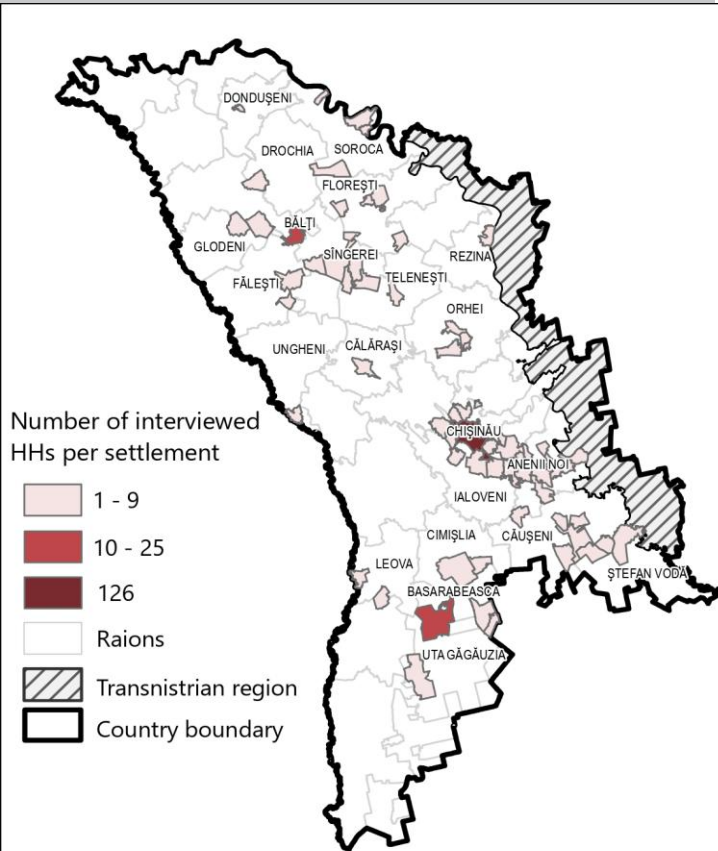 DONDUŞENI
DROCHIA
SOROCA
FLOREŞTI
BĂLŢI
GLODENI
SÎNGEREI
REZINA
FĂLEŞTI
TELENEŞTI
ORHEI
UNGHENI
CĂLĂRAŞI
CHIŞINĂU
ANENII NOI
IALOVENI
CIMIŞLIA
CĂUŞENI
LEOVA
ŞTEFAN VODĂ
BASARABEASCA
UTA GĂGĂUZIA
Number of interviewed
HHs per settlement
1 - 9
10 - 25
126
Raions
Transnistrian region
Country boundary